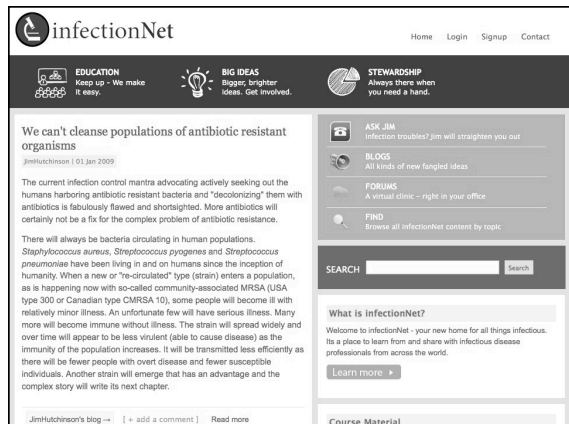 infectionNet
Home Login Signup Contact
EDUCATION
Keep up - We make
it easy.
BIG IDEAS
Bigger, brighter
ideas. Get involved.
STEWARDSHIP
Always there when
you need a hand.
We can't cleanse populations of antibiotic resistant
organisms
JimHutchinson | 01 Jan 2009
The current infection control mantra advocating actively seeking out the
humans harboring antibiotic resistant bacteria and "decolonizing" them with
antibiotics is fabulously flawed and shortsighted. More antibiotics will
certainly not be a fix for the complex problem of antibiotic resistance.
There will always be bacteria circulating in human populations.
Staphylococcus aureus, Streptococcus pyogenes and Streptococcus
pneumoniae have been living in and on humans since the inception of
humanity. When a new or "re-circulated" type (strain) enters a population,
as is happening now with so-called community-associated MRSA (USA
type 300 or Canadian type CMRSA 10), some people will become ill with
relatively minor illness. An unfortunate few will have serious illness. Many
more will become immune without illness. The strain will spread widely and
over time will appear to be less virulent (able to cause disease) as the
immunity of the population increases. It will be transmitted less efficiently as
there will be fewer people with overt disease and fewer susceptible
individuals. Another strain will emerge that has an advantage and the
complex story will write its next chapter.
JimHutchinson's blog → [ + add a comment ] Read more
ASK JIM
Infection troubles? Jim will straighten you out
BLOGS
All kinds of new fangled ideas
FORUMS
A virtual clinic - right in your office
FIND
Browse all infectionNet content by topic
SEARCH Search
What is infectionNet?
Welcome to infectionNet - your new home for all things infectious.
Its a place to learn from and share with infectious disease
professionals from across the world.
Learn more
Course Material